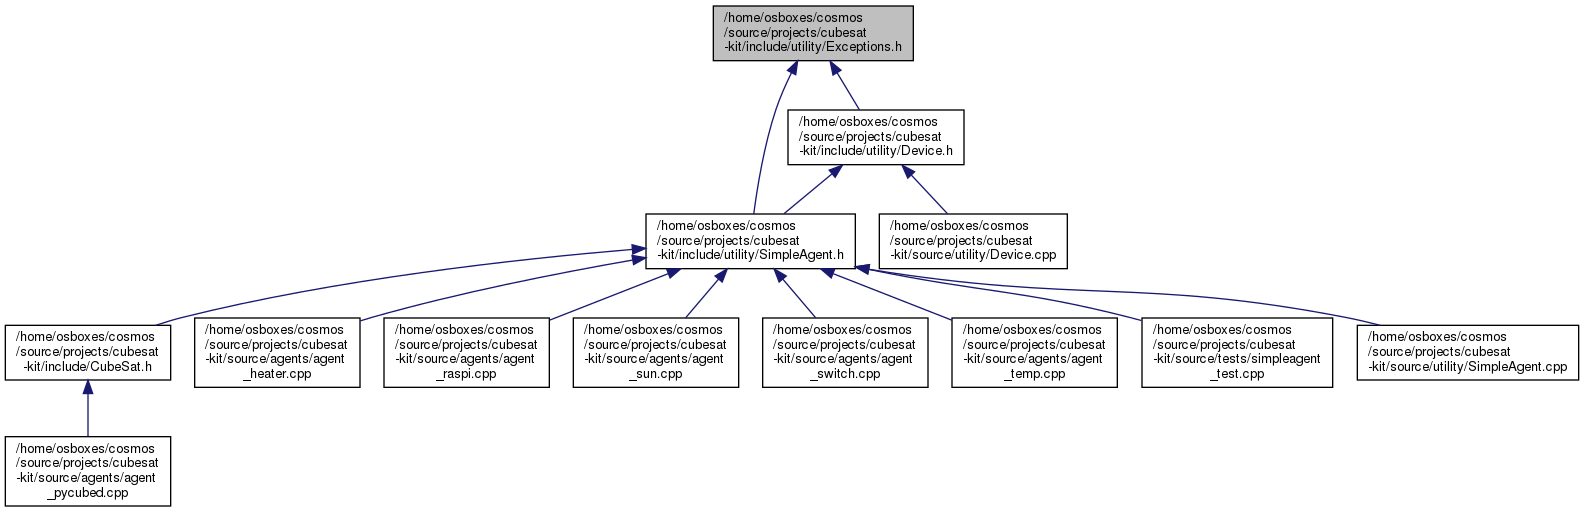 /home/osboxes/cosmos
/source/projects/cubesat
-kit/include/utility/Exceptions.h
/home/osboxes/cosmos
/source/projects/cubesat
-kit/include/utility/Device.h
/home/osboxes/cosmos
/source/projects/cubesat
-kit/include/utility/SimpleAgent.h
/home/osboxes/cosmos
/source/projects/cubesat
-kit/source/utility/Device.cpp
/home/osboxes/cosmos
/source/projects/cubesat
-kit/include/CubeSat.h
/home/osboxes/cosmos
/source/projects/cubesat
-kit/source/agents/agent
_heater.cpp
/home/osboxes/cosmos
/source/projects/cubesat
-kit/source/agents/agent
_raspi.cpp
/home/osboxes/cosmos
/source/projects/cubesat
-kit/source/agents/agent
_sun.cpp
/home/osboxes/cosmos
/source/projects/cubesat
-kit/source/agents/agent
_switch.cpp
/home/osboxes/cosmos
/source/projects/cubesat
-kit/source/agents/agent
_temp.cpp
/home/osboxes/cosmos
/source/projects/cubesat
-kit/source/tests/simpleagent
_test.cpp
/home/osboxes/cosmos
/source/projects/cubesat
-kit/source/utility/SimpleAgent.cpp
/home/osboxes/cosmos
/source/projects/cubesat
-kit/source/agents/agent
_pycubed.cpp